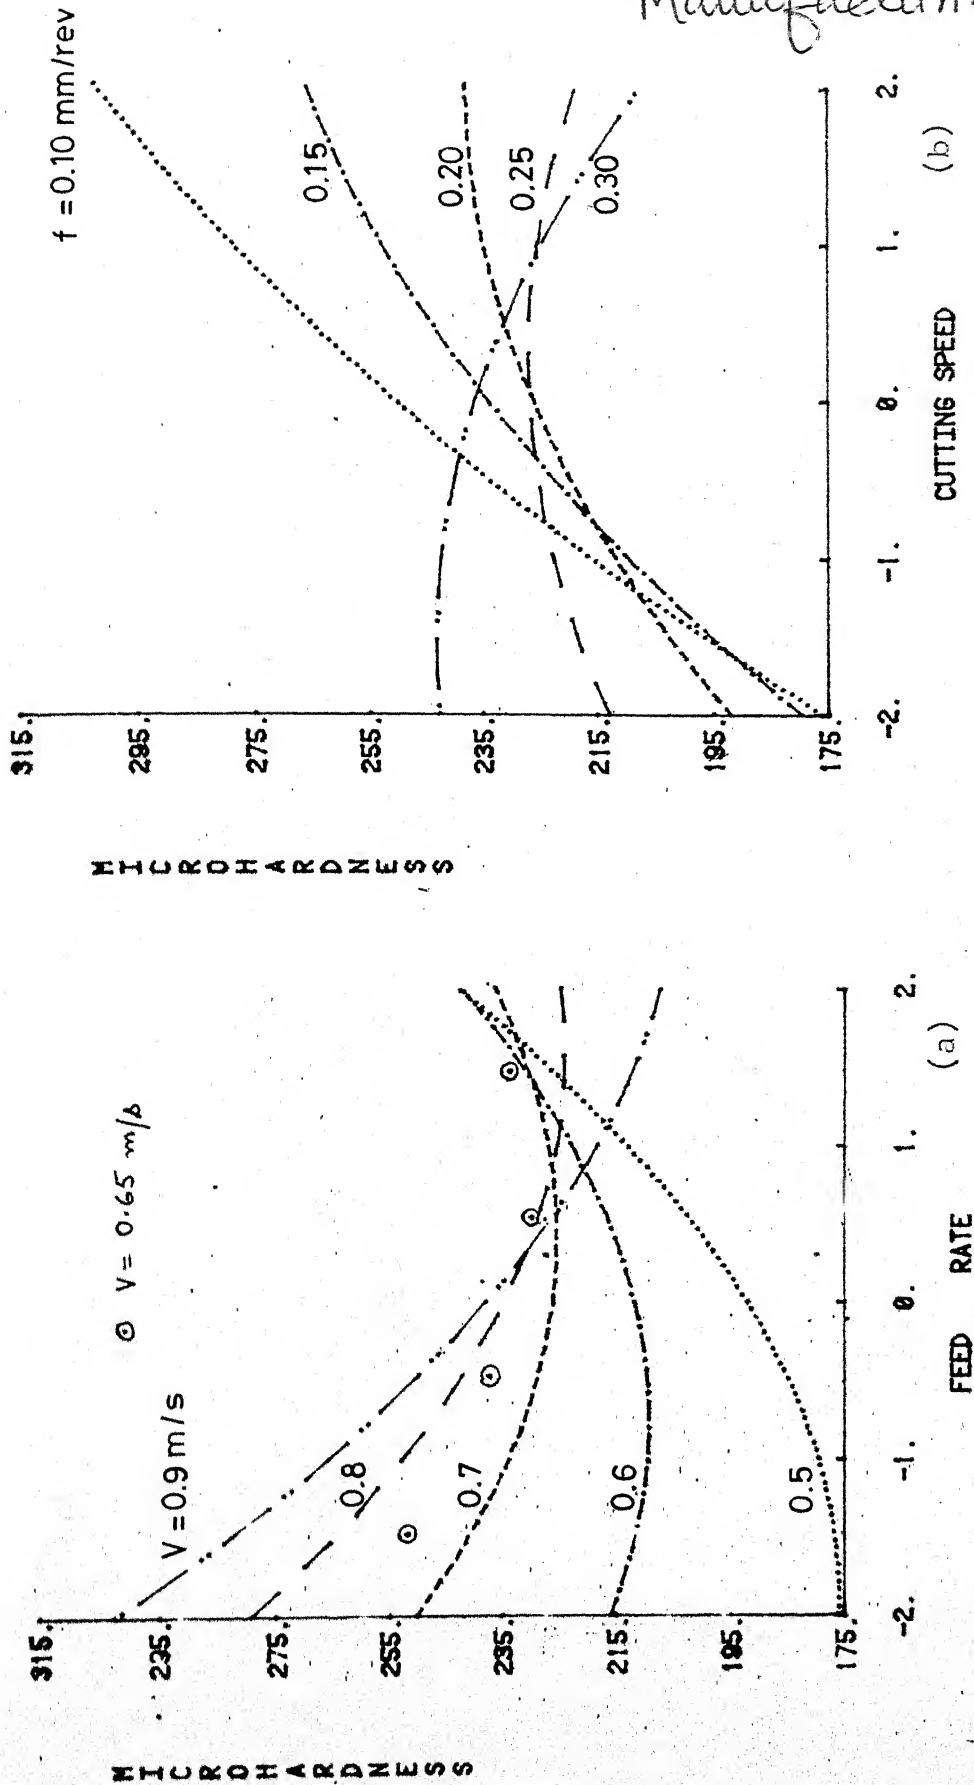 MICROHARDNESS
315.
235.
275.
255.
235.
215.
195.
175.
V = 0.9 m/s
⊙ V = 0.65 m/s
0.8
0.7
0.6
0.5
-2. -1. 0. 1. 2.
FEED RATE
(a)
MICROHARDNESS
315.
295.
275.
255.
235.
215.
195.
175.
f = 0.10 mm/rev
0.15
0.20
0.25
0.30
-2. -1. 0. 1. 2.
CUTTING SPEED
(b)